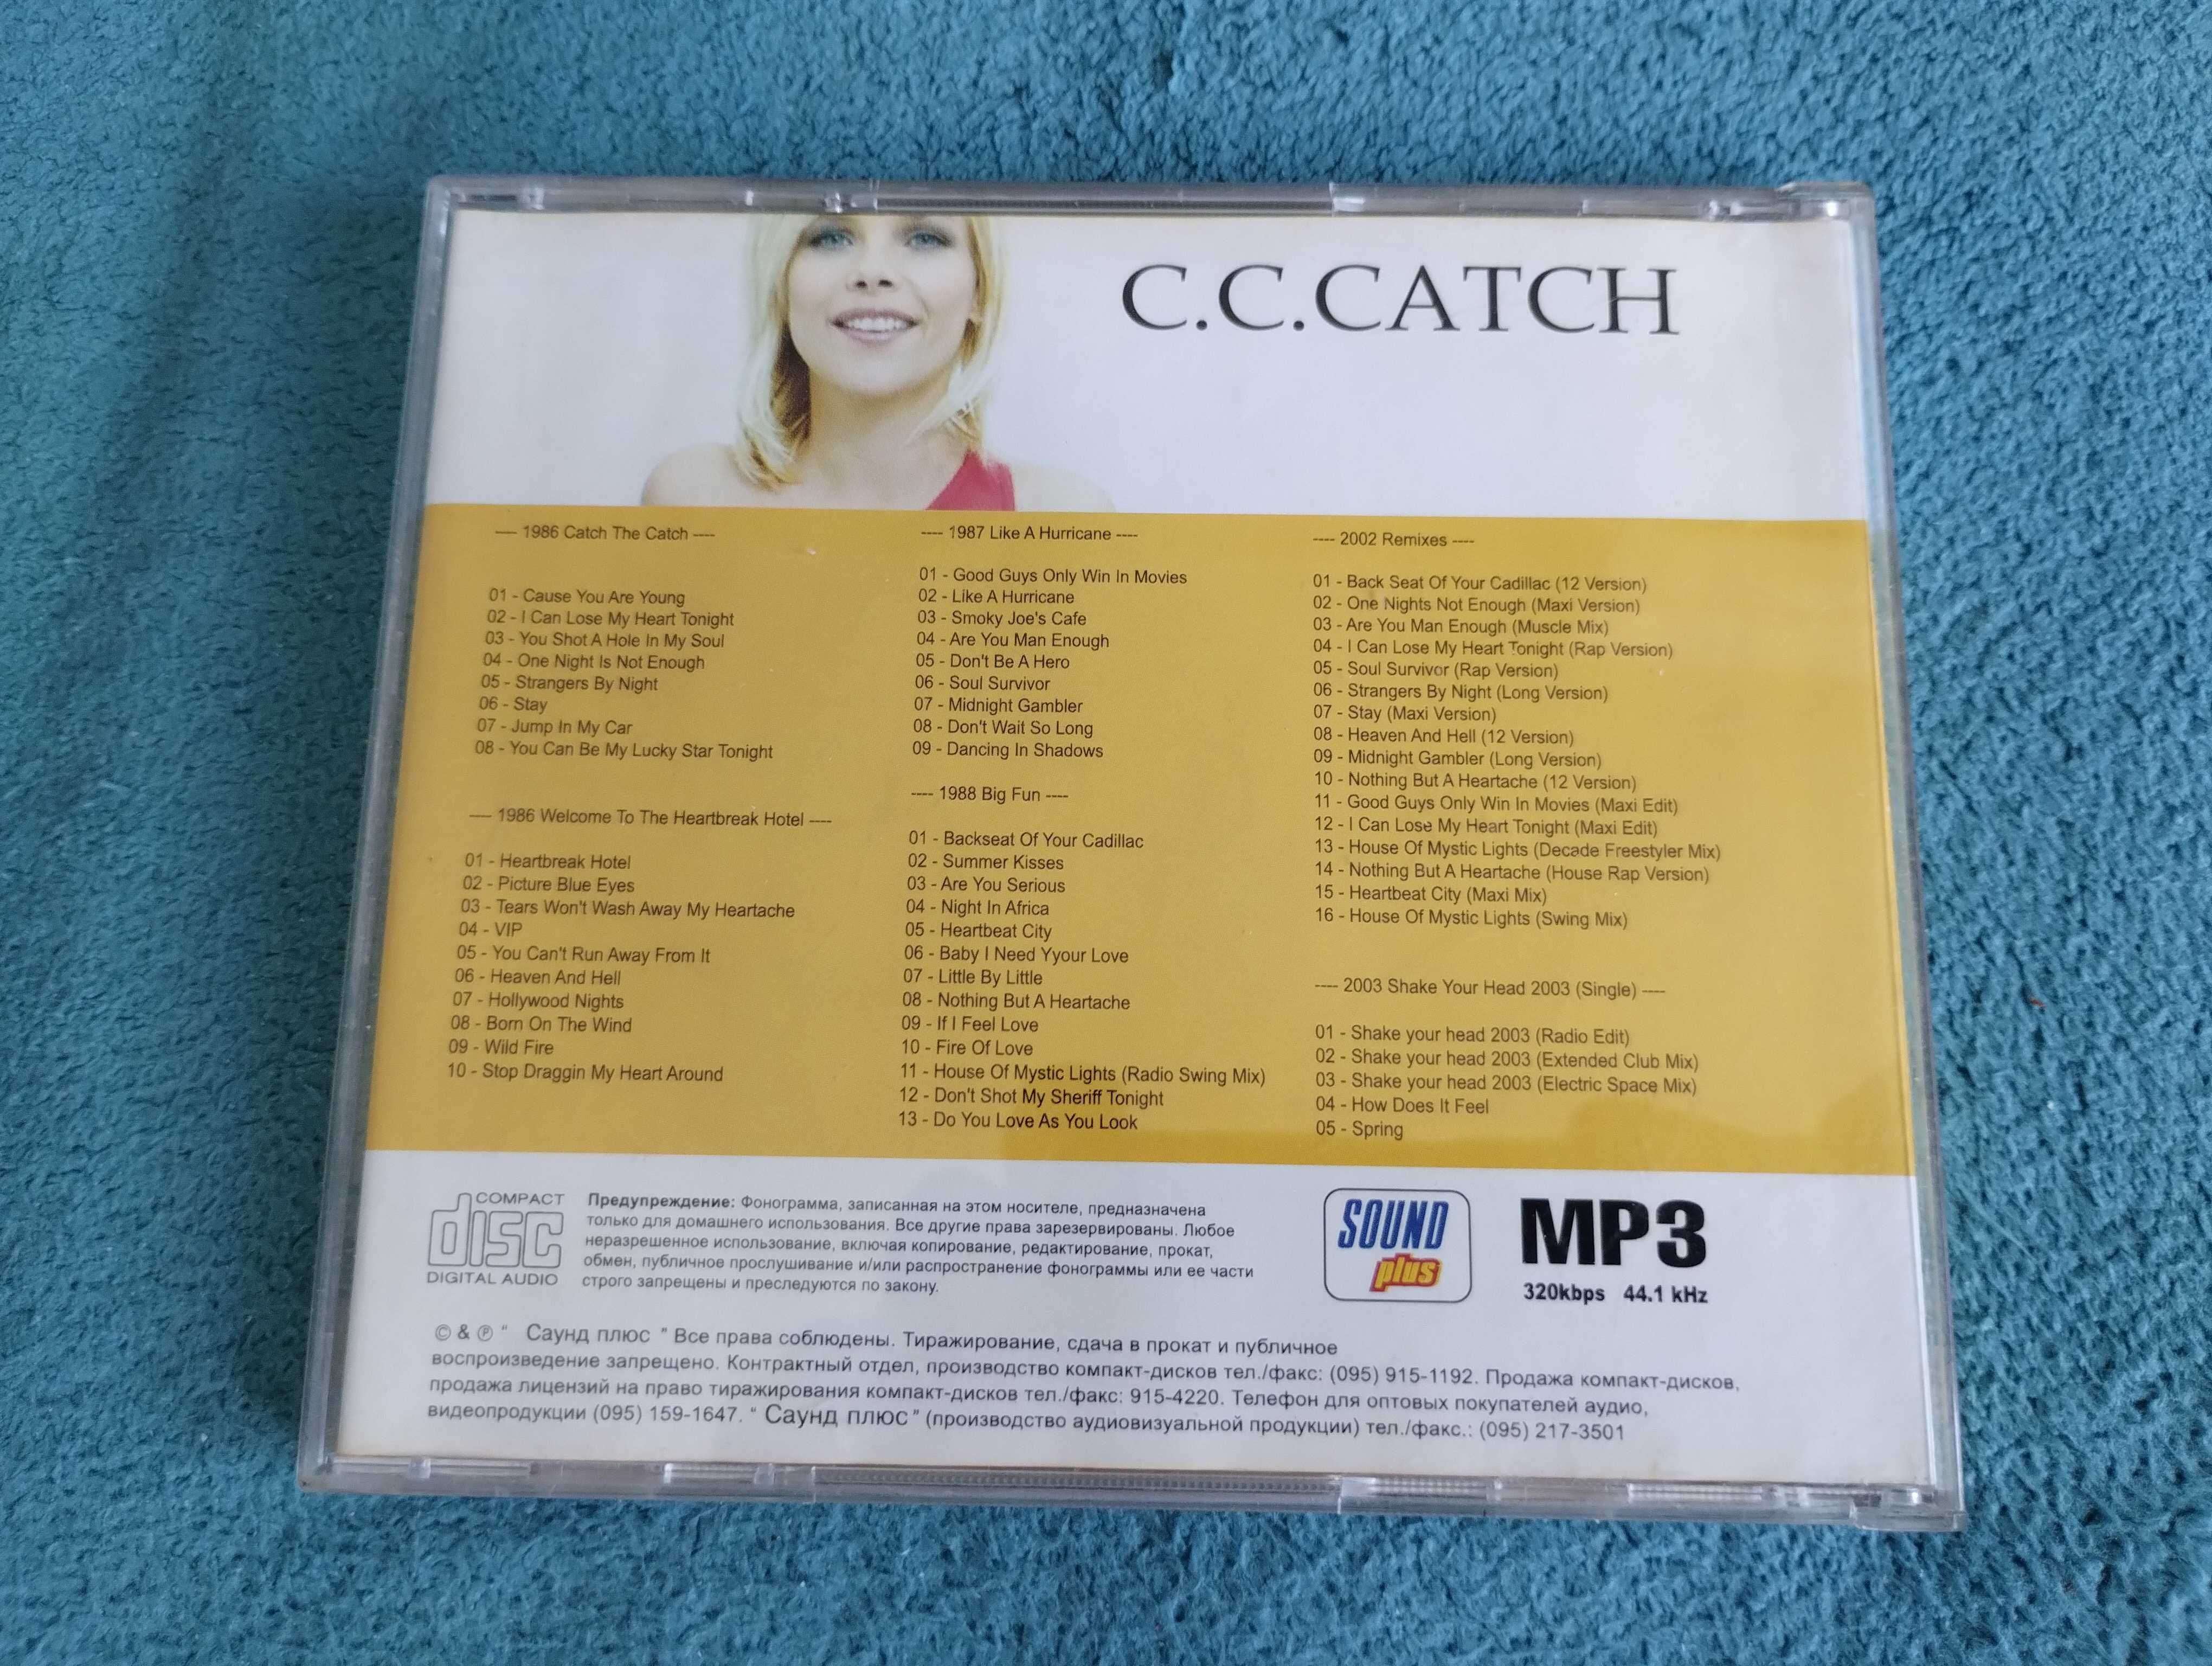 C.C.CATCH
---- 1986 Catch The Catch ----
01 - Cause You Are Young
02 - I Can Lose My Heart Tonight
03 - You Shot A Hole In My Soul
04 - One Night Is Not Enough
05 - Strangers By Night
06 - Stay
07 - Jump In My Car
08 - You Can Be My Lucky Star Tonight
---- 1986 Welcome To The Heartbreak Hotel ----
01 - Heartbreak Hotel
02 - Picture Blue Eyes
03 - Tears Won't Wash Away My Heartache
04 - VIP
05 - You Can't Run Away From It
06 - Heaven And Hell
07 - Hollywood Nights
08 - Born On The Wind
09 - Wild Fire
10 - Stop Draggin My Heart Around
---- 1987 Like A Hurricane ----
01 - Good Guys Only Win In Movies
02 - Like A Hurricane
03 - Smoky Joe's Cafe
04 - Are You Man Enough
05 - Don't Be A Hero
06 - Soul Survivor
07 - Midnight Gambler
08 - Don't Wait So Long
09 - Dancing In Shadows
---- 1988 Big Fun ----
01 - Backseat Of Your Cadillac
02 - Summer Kisses
03 - Are You Serious
04 - Night In Africa
05 - Heartbeat City
06 - Baby I Need Yyour Love
07 - Little By Little
08 - Nothing But A Heartache
09 - If I Feel Love
10 - Fire Of Love
11 - House Of Mystic Lights (Radio Swing Mix)
12 - Don't Shot My Sheriff Tonight
13 - Do You Love As You Look
---- 2002 Remixes ----
01 - Back Seat Of Your Cadillac (12 Version)
02 - One Nights Not Enough (Maxi Version)
03 - Are You Man Enough (Muscle Mix)
04 - I Can Lose My Heart Tonight (Rap Version)
05 - Soul Survivor (Rap Version)
06 - Strangers By Night (Long Version)
07 - Stay (Maxi Version)
08 - Heaven And Hell (12 Version)
09 - Midnight Gambler (Long Version)
10 - Nothing But A Heartache (12 Version)
11 - Good Guys Only Win In Movies (Maxi Edit)
12 - I Can Lose My Heart Tonight (Maxi Edit)
13 - House Of Mystic Lights (Decade Freestyler Mix)
14 - Nothing But A Heartache (House Rap Version)
15 - Heartbeat City (Maxi Mix)
16 - House Of Mystic Lights (Swing Mix)
---- 2003 Shake Your Head 2003 (Single) ----
01 - Shake your head 2003 (Radio Edit)
02 - Shake your head 2003 (Extended Club Mix)
03 - Shake your head 2003 (Electric Space Mix)
04 - How Does It Feel
05 - Spring
COMPACT
disc
DIGITAL AUDIO
Предупреждение: Фонограмма, записанная на этом носителе, предназначена
только для домашнего использования. Все другие права зарезервированы. Любое
неразрешенное использование, включая копирование, редактирование, прокат,
обмен, публичное прослушивание и/или распространение фонограммы или ее части
строго запрещены и преследуются по закону.
SOUND
plus
MP3
320kbps 44.1 kHz
© & ℗ " Саунд плюс " Все права соблюдены. Тиражирование, сдача в прокат и публичное
воспроизведение запрещено. Контрактный отдел, производство компакт-дисков тел./факс: (095) 915-1192. Продажа компакт-дисков,
продажа лицензий на право тиражирования компакт-дисков тел./факс: 915-4220. Телефон для оптовых покупателей аудио,
видеопродукции (095) 159-1647. " Саунд плюс " (производство аудиовизуальной продукции) тел./факс.: (095) 217-3501